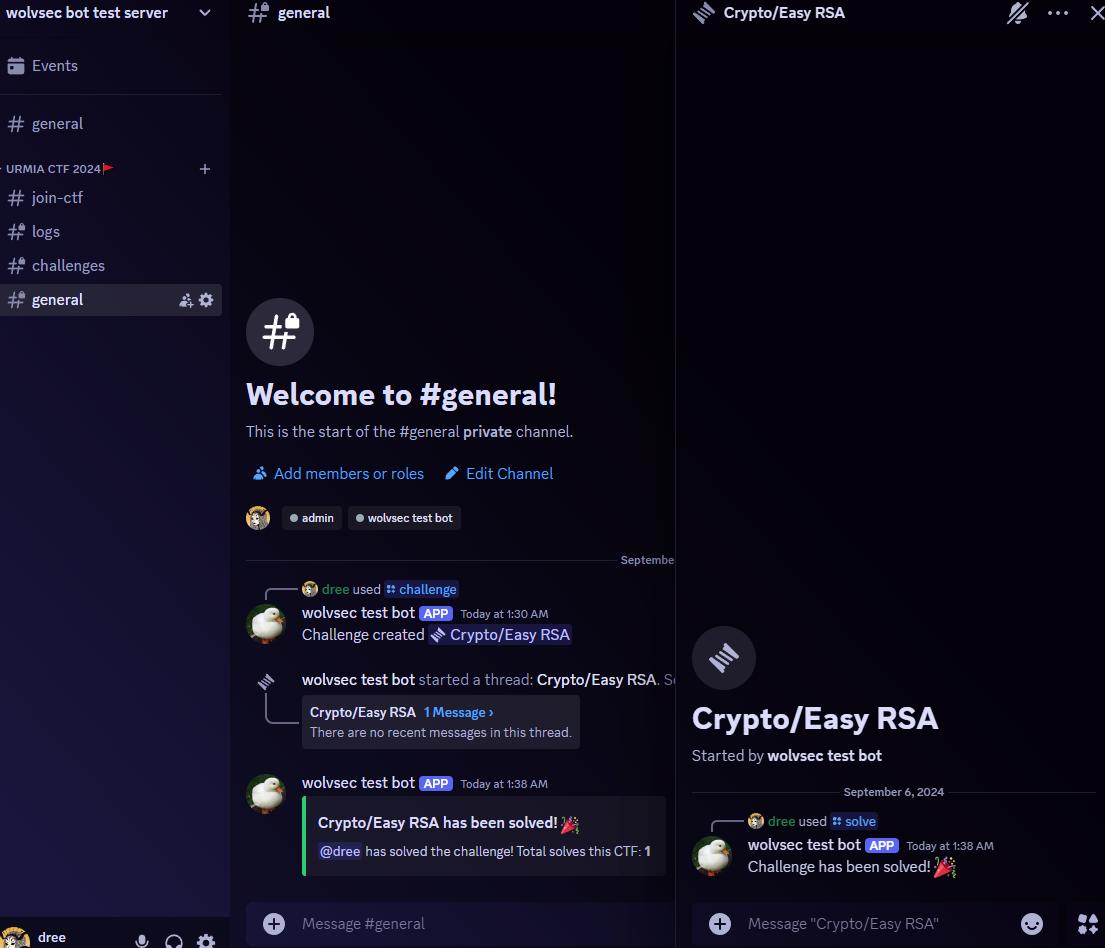 wolvsec bot test server
Events
general
URMIA CTF 2024
join-ctf
logs
challenges
general
dree
general
Welcome to #general!
This is the start of the #general private channel.
Add members or roles
Edit Channel
admin
wolvsec test bot
dree used challenge
wolvsec test bot APP Today at 1:30 AM
Challenge created Crypto/Easy RSA
wolvsec test bot started a thread: Crypto/Easy RSA.
Crypto/Easy RSA 1 Message ›
There are no recent messages in this thread.
wolvsec test bot APP Today at 1:38 AM
Crypto/Easy RSA has been solved!
@dree has solved the challenge! Total solves this CTF: 1
Message #general
Crypto/Easy RSA
Crypto/Easy RSA
Started by wolvsec test bot
September 6, 2024
dree used solve
wolvsec test bot APP Today at 1:38 AM
Challenge has been solved!
Message "Crypto/Easy RSA"